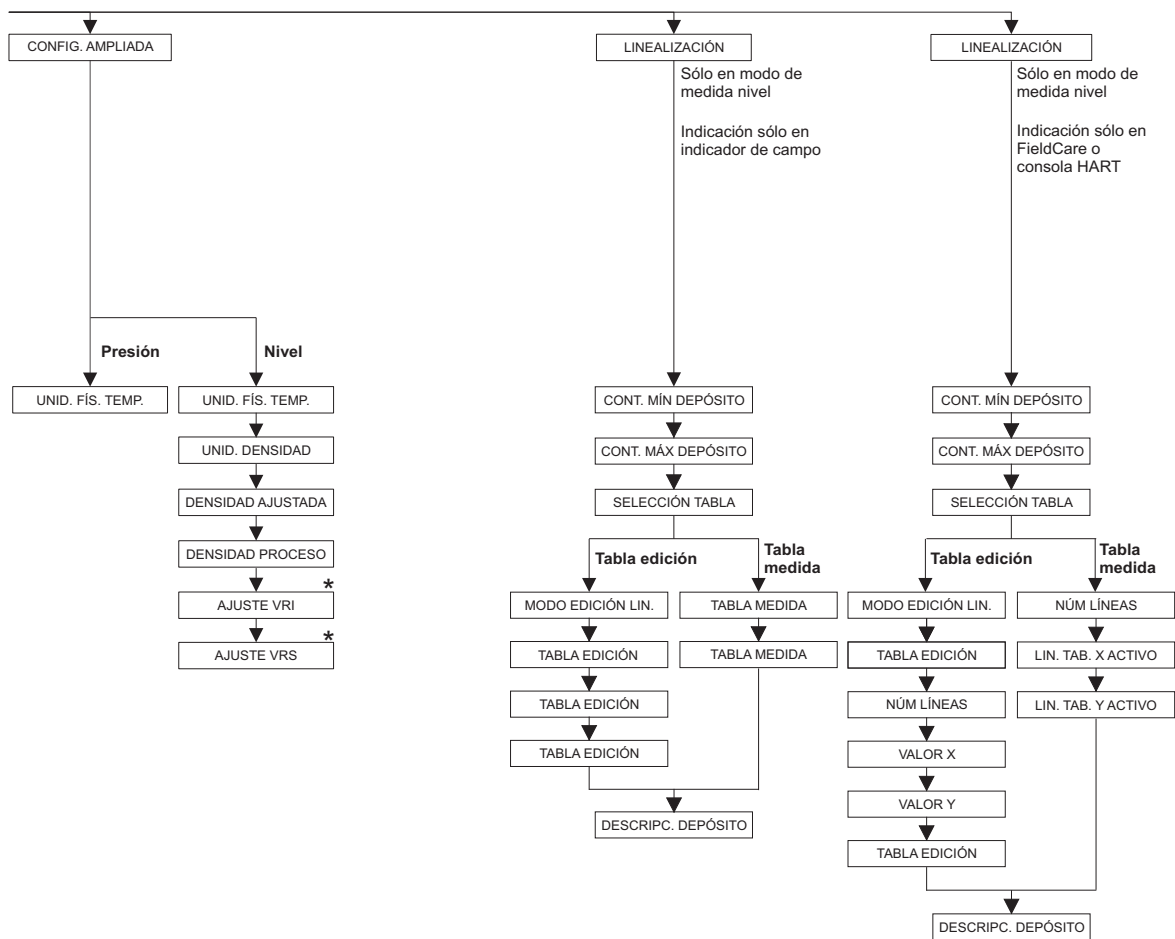 CONFIG. AMPLIADA
LINEALIZACIÓN
LINEALIZACIÓN
Sólo en modo de
medida nivel
Indicación sólo en
indicador de campo
Sólo en modo de
medida nivel
Indicación sólo en
FieldCare o
consola HART
Presión
Nivel
UNID. FÍS. TEMP.
UNID. FÍS. TEMP.
UNID. DENSIDAD
DENSIDAD AJUSTADA
DENSIDAD PROCESO
*
AJUSTE VRI
*
AJUSTE VRS
CONT. MÍN DEPÓSITO
CONT. MÁX DEPÓSITO
SELECCIÓN TABLA
Tabla edición
Tabla
medida
MODO EDICIÓN LIN.
TABLA EDICIÓN
TABLA EDICIÓN
TABLA EDICIÓN
TABLA MEDIDA
TABLA MEDIDA
DESCRIPC. DEPÓSITO
CONT. MÍN DEPÓSITO
CONT. MÁX DEPÓSITO
SELECCIÓN TABLA
Tabla edición
Tabla
medida
MODO EDICIÓN LIN.
TABLA EDICIÓN
NÚM LÍNEAS
VALOR X
VALOR Y
TABLA EDICIÓN
NÚM LÍNEAS
LIN. TAB. X ACTIVO
LIN. TAB. Y ACTIVO
DESCRIPC. DEPÓSITO